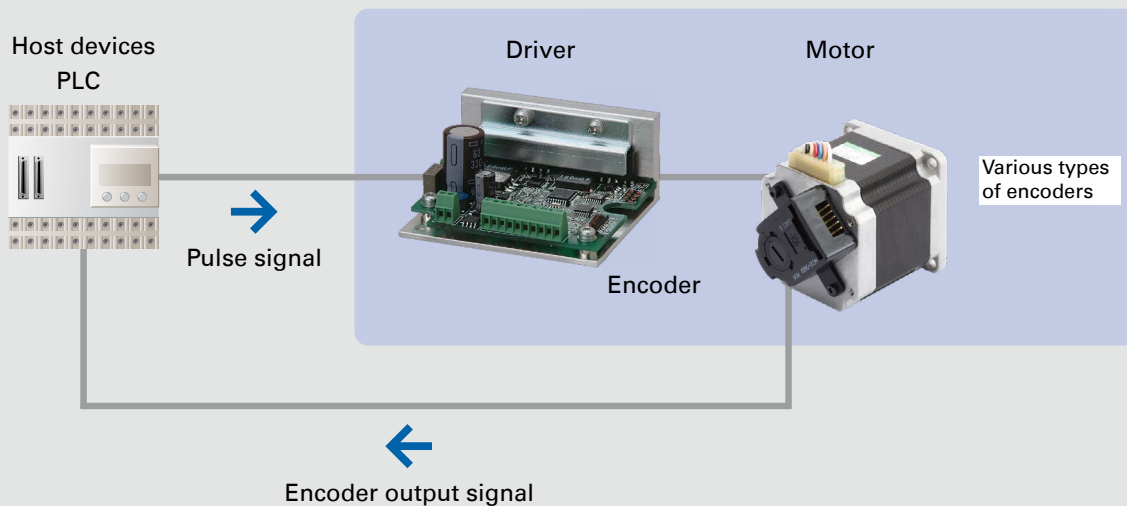 Host devices
PLC
Driver
Motor
Various types
of encoders
Pulse signal
Encoder
Encoder output signal